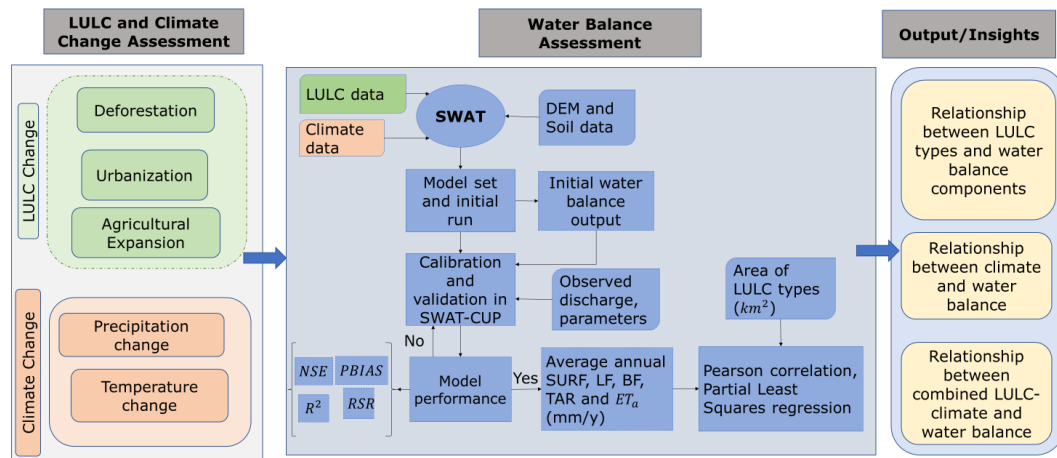 LULC and Climate
Change Assessment
Water Balance
Assessment
Output/Insights
LULC Change
Deforestation
Urbanization
Agricultural
Expansion
Climate Change
Precipitation
change
Temperature
change
LULC data
Climate
data
SWAT
DEM and
Soil data
Model set
and initial
run
Initial water
balance
output
Calibration
and
validation in
SWAT-CUP
Observed
discharge,
parameters
Area of
LULC types
(km²)
No
NSE PBIAS
R² RSR
Model
performance
Yes
Average annual
SURF, LF, BF,
TAR and ETₐ
(mm/y)
Pearson correlation,
Partial Least
Squares regression
Relationship
between LULC
types and water
balance
components
Relationship
between climate
and water
balance
Relationship
between
combined LULC-
climate and
water balance